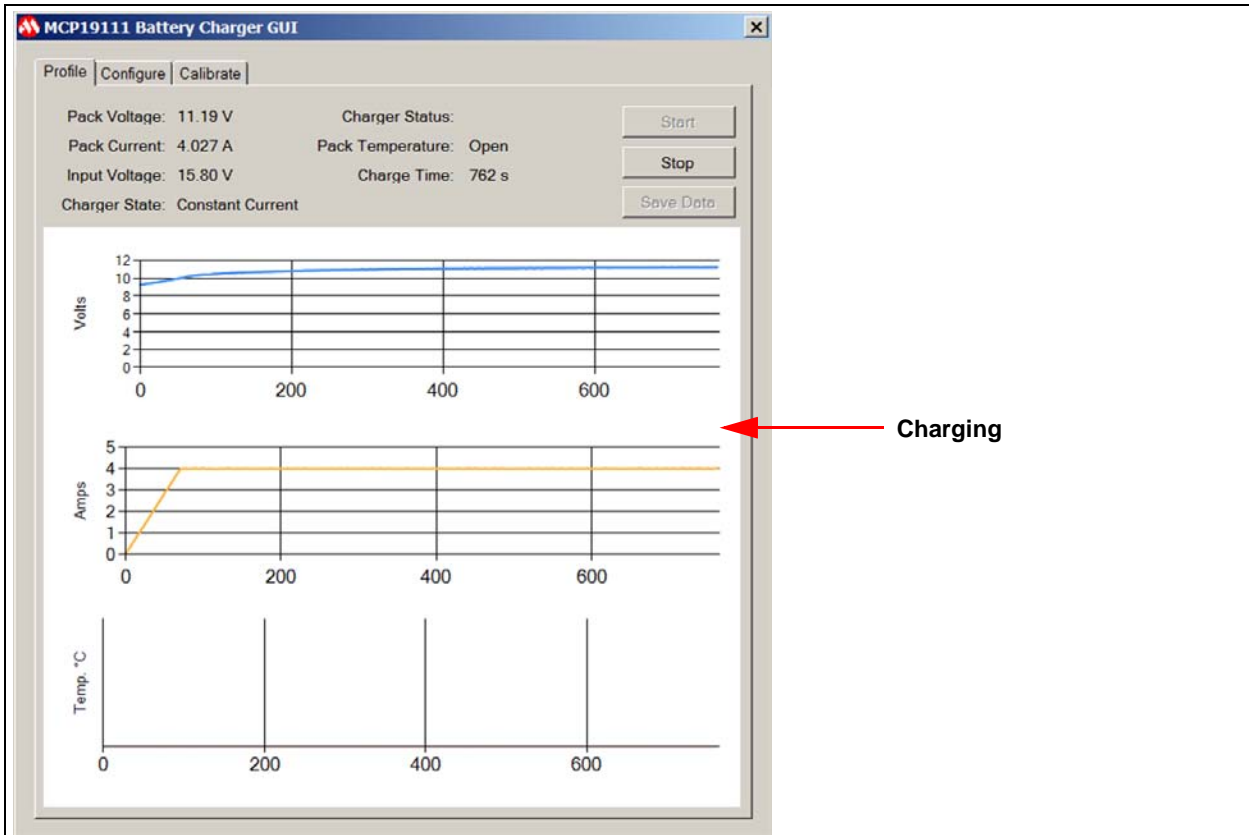 MCP19111 Battery Charger GUI
Profile Configure Calibrate
Pack Voltage: 11.19 V Charger Status: Start
Pack Current: 4.027 A Pack Temperature: Open Stop
Input Voltage: 15.80 V Charge Time: 762 s
Charger State: Constant Current Save Data
Volts
12
10
8
6
4
2
0
0 200 400 600
Charging
Amps
5
4
3
2
1
0
0 200 400 600
Temp. °C
0 200 400 600